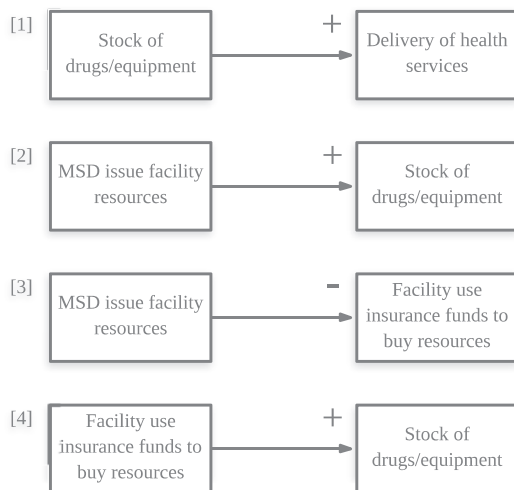 [1]
Stock of
drugs/equipment
+
Delivery of health
services
[2]
MSD issue facility
resources
+
Stock of
drugs/equipment
[3]
MSD issue facility
resources
-
Facility use
insurance funds to
buy resources
[4]
Facility use
insurance funds to
buy resources
+
Stock of
drugs/equipment